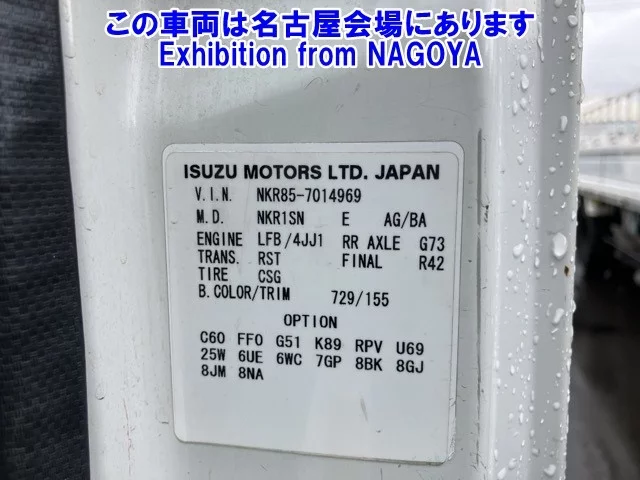 この車両は名古屋会場にあります
Exhibition from NAGOYA
ISUZU MOTORS LTD. JAPAN
V.I.N. NKR85-7014969
M.D. NKR1SN E AG/BA
ENGINE LFB/4JJ1 RR AXLE G73
TRANS. RST FINAL R42
TIRE CSG
B.COLOR/TRIM 729/155
OPTION
C60 FF0 G51 K89 RPV U69
25W 6UE 6WC 7GP 8BK 8GJ
8JM 8NA